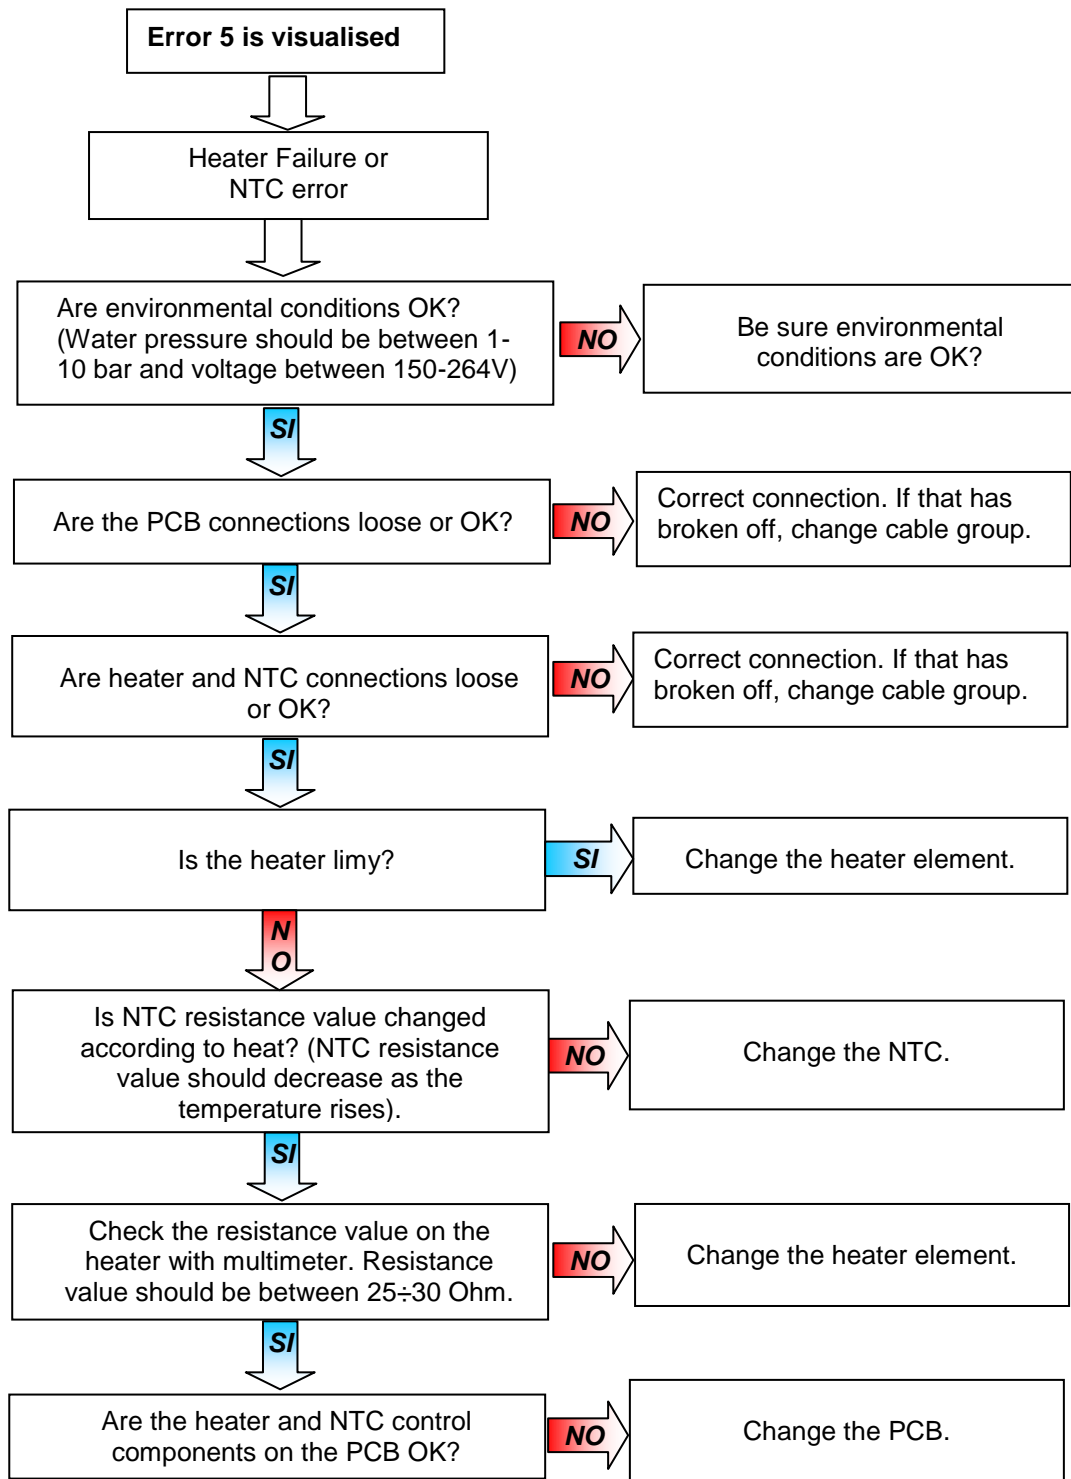 Error 5 is visualised
Heater Failure or
NTC error
Are environmental conditions OK?
(Water pressure should be between 1-
10 bar and voltage between 150-264V)
NO
Be sure environmental
conditions are OK?
SI
Are the PCB connections loose or OK?
NO
Correct connection. If that has
broken off, change cable group.
SI
Are heater and NTC connections loose
or OK?
NO
Correct connection. If that has
broken off, change cable group.
SI
Is the heater limy?
SI
Change the heater element.
N
O
Is NTC resistance value changed
according to heat? (NTC resistance
value should decrease as the
temperature rises).
NO
Change the NTC.
SI
Check the resistance value on the
heater with multimeter. Resistance
value should be between 25÷30 Ohm.
NO
Change the heater element.
SI
Are the heater and NTC control
components on the PCB OK?
NO
Change the PCB.